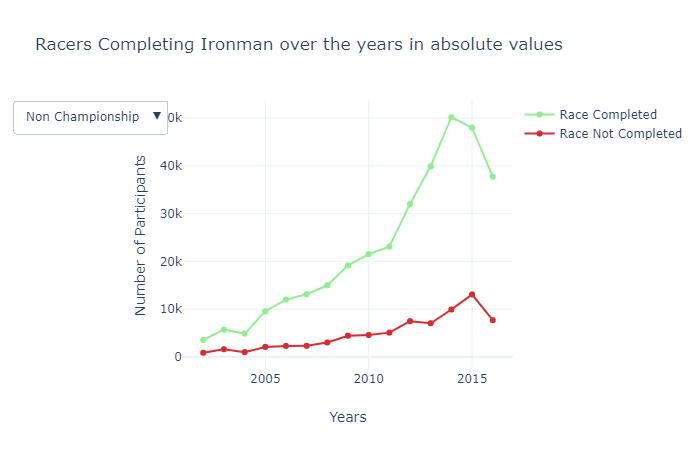 Racers Completing Ironman over the years in absolute values
Non Championship ▼
0k
40k
30k
20k
10k
0
2005
2010
2015
Years
Number of Participants
Race Completed
Race Not Completed